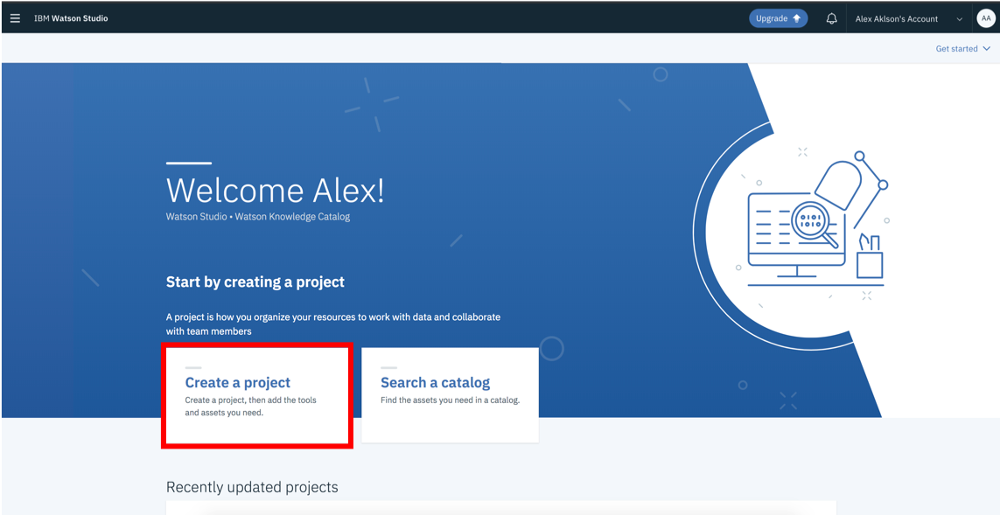 IBM Watson Studio
Upgrade
Alex Aklson's Account
AA
Get started
Welcome Alex!
Watson Studio • Watson Knowledge Catalog
Start by creating a project
A project is how you organize your resources to work with data and collaborate
with team members
Create a project
Create a project, then add the tools
and assets you need.
Search a catalog
Find the assets you need in a catalog.
0101
1010
Recently updated projects